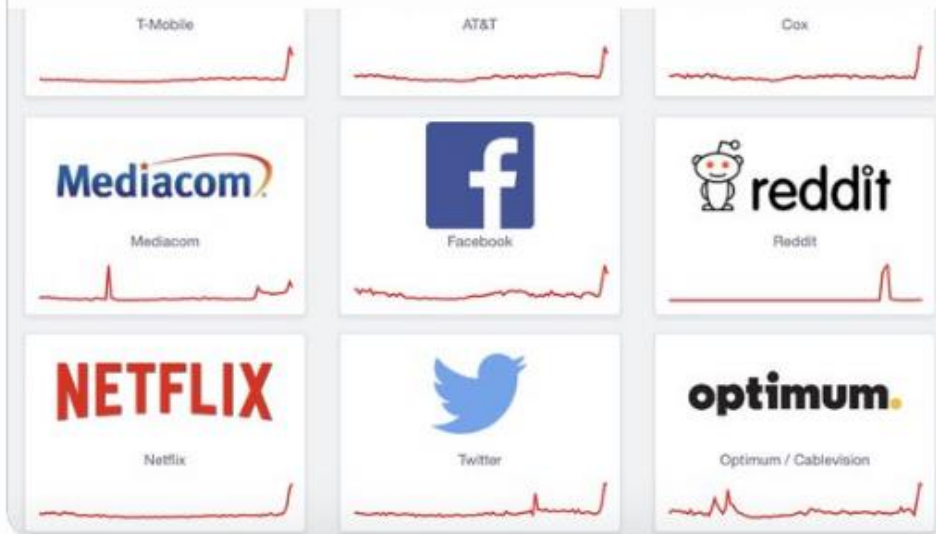 T-Mobile
AT&T
Cox
Mediacom
Mediacom
f
Facebook
reddit
Reddit
NETFLIX
Netflix
Twitter
optimum.
Optimum / Cablevision